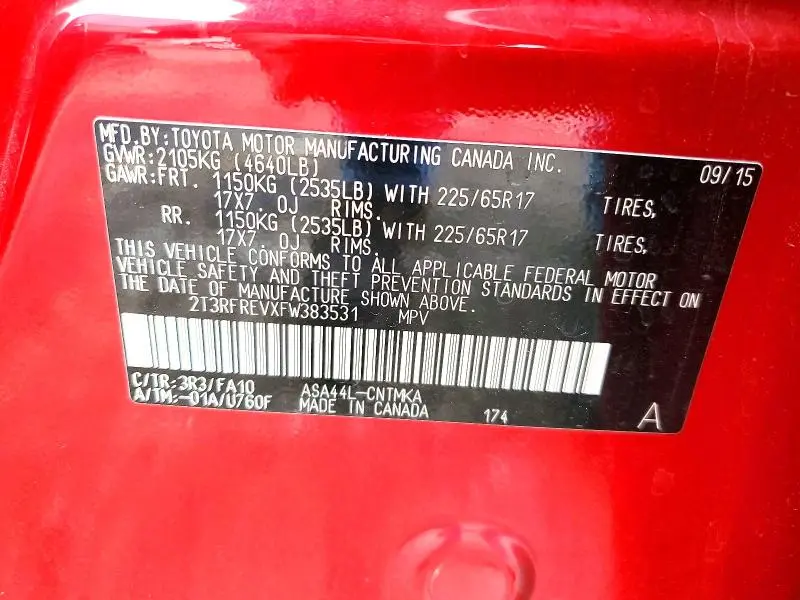 MFD. BY: TOYOTA MOTOR MANUFACTURING CANADA INC. 09/15
GVWR: 2105KG (4640LB)
GAWR: FRT. 1150KG (2535LB) WITH 225/65R17 TIRES,
17X7. 0J RIMS.
RR. 1150KG (2535LB) WITH 225/65R17 TIRES,
17X7. 0J RIMS.
THIS VEHICLE CONFORMS TO ALL APPLICABLE FEDERAL MOTOR
VEHICLE SAFETY AND THEFT PREVENTION STANDARDS IN EFFECT ON
THE DATE OF MANUFACTURE SHOWN ABOVE.
2T3RFREVXFW383531 MPV
C/TR: 3R3/FA10 ASA44L-CNTMKA
A/TM: -01A/U760F MADE IN CANADA 174 A